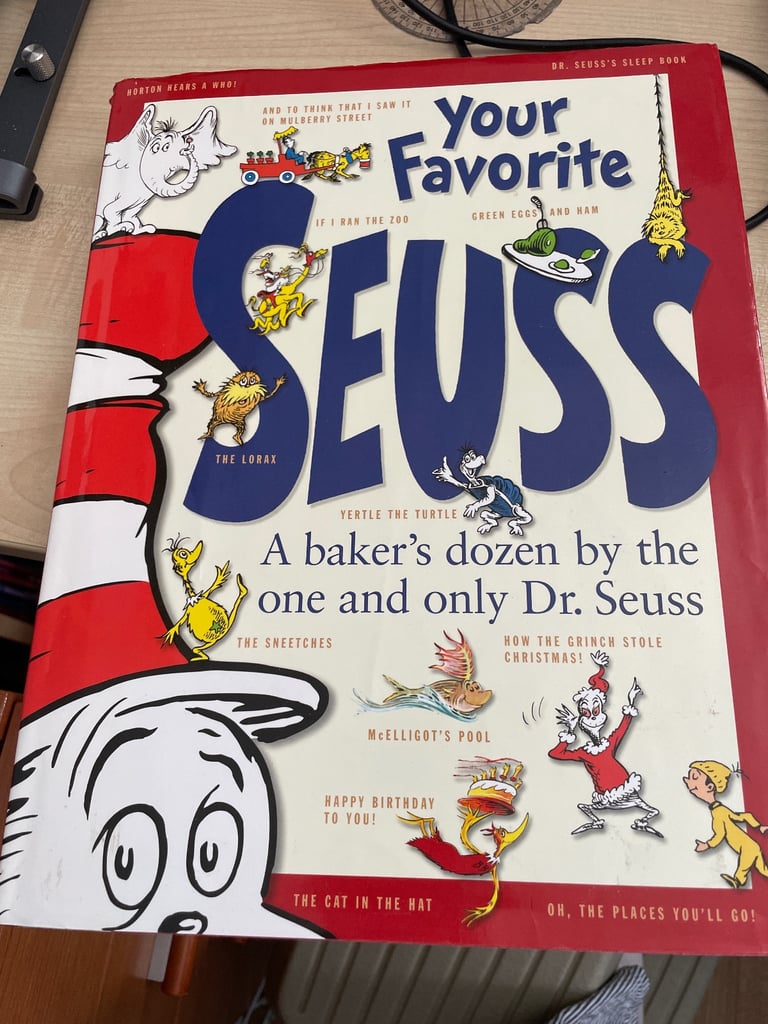 HORTON HEARS A WHO!
DR. SEUSS'S SLEEP BOOK
AND TO THINK THAT I SAW IT
ON MULBERRY STREET
Your
Favorite
IF I RAN THE ZOO
GREEN EGGS AND HAM
SEUSS
THE LORAX
YERTLE THE TURTLE
A baker's dozen by the
one and only Dr. Seuss
THE SNEETCHES
HOW THE GRINCH STOLE
CHRISTMAS!
McELLIGOT'S POOL
HAPPY BIRTHDAY
TO YOU!
THE CAT IN THE HAT
OH, THE PLACES YOU'LL GO!